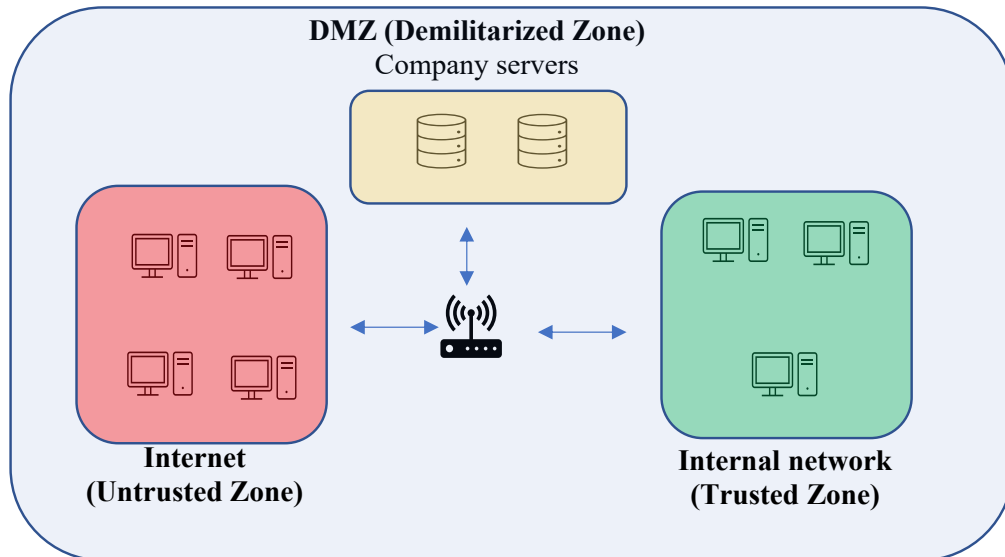 DMZ (Demilitarized Zone)
Company servers
Internet
(Untrusted Zone)
Internal network
(Trusted Zone)